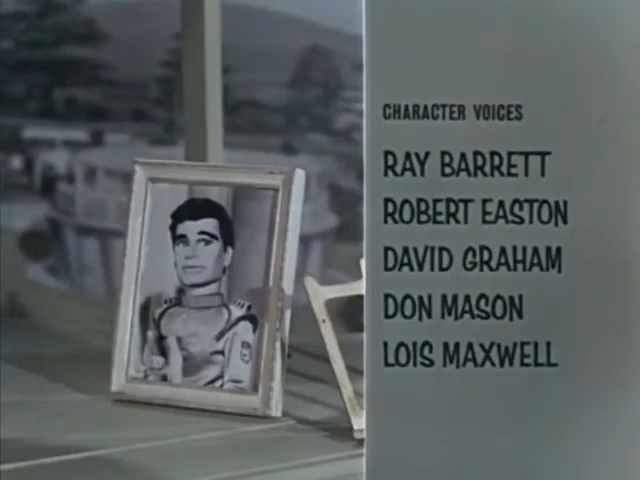 CHARACTER VOICES
RAY BARRETT
ROBERT EASTON
DAVID GRAHAM
DON MASON
LOIS MAXWELL